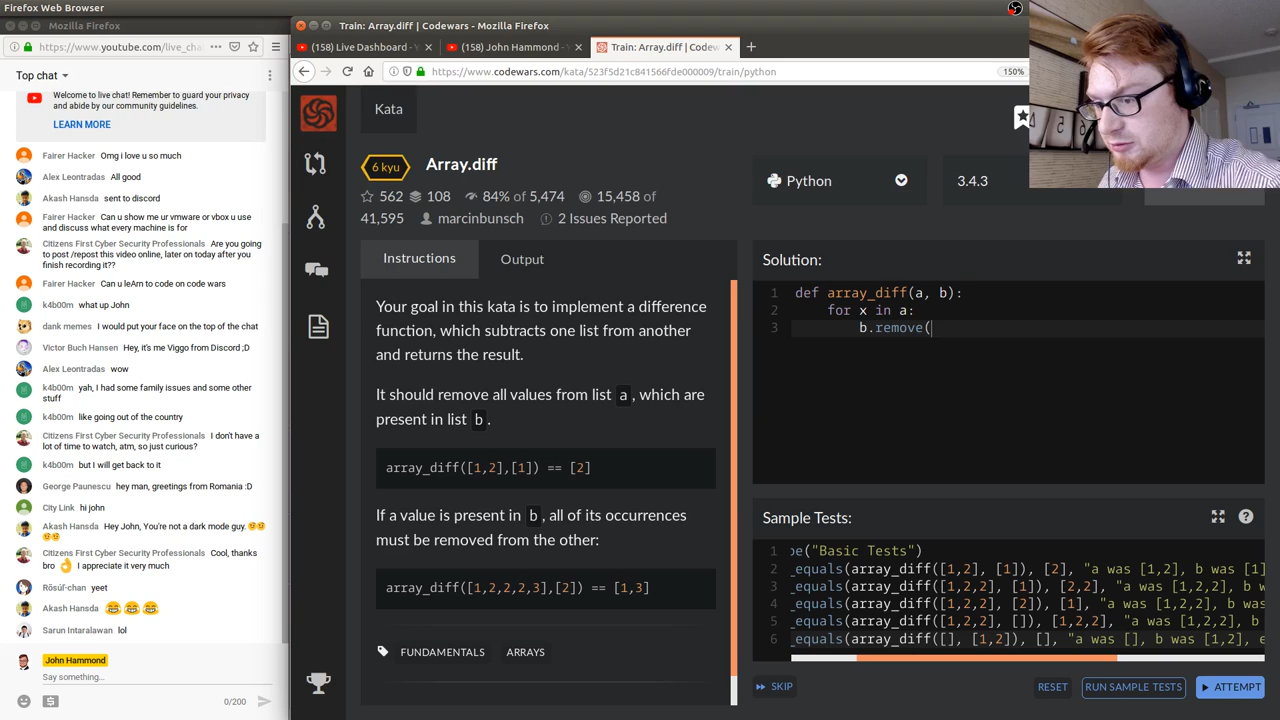 Firefox Web Browser
Mozilla Firefox
https://www.youtube.com/live_cha
Top chat
Welcome to live chat! Remember to guard your privacy
and abide by our community guidelines.
LEARN MORE
Fairer Hacker Omg i love u so much
Alex Leontradas All good
Akash Hansda sent to discord
Fairer Hacker Can u show me ur vmware or vbox u use
and discuss what every machine is for
Citizens First Cyber Security Professionals Are you going
to post /repost this video online, later on today after you
finish recording it??
Fairer Hacker Can u leArn to code on code wars
k4b00m what up John
dank memes I would put your face on the top of the chat
Victor Buch Hansen Hey, it's me Viggo from Discord ;D
Alex Leontradas wow
k4b00m yah, I had some family issues and some other
stuff
k4b00m like going out of the country
Citizens First Cyber Security Professionals I don't have a
lot of time to watch, atm, so just curious?
k4b00m but I will get back to it
George Paunescu hey man, greetings from Romania :D
City Link hi john
Akash Hansda Hey John, You're not a dark mode guy.
Citizens First Cyber Security Professionals Cool, thanks
bro 👌 I appreciate it very much
Rōsúľ-chan yeet
Akash Hansda 😂😂😂
Sarun Intaralawan lol
John Hammond
Say something...
0/200
Train: Array.diff | Codewars - Mozilla Firefox
(158) Live Dashboard - Y
(158) John Hammond - Y
Train: Array.diff | Codew
https://www.codewars.com/kata/523f5d21c841566fde000009/train/python
150%
Kata
6 kyu
Array.diff
562 108 84% of 5,474 15,458 of
41,595 marcinbunsch 2 Issues Reported
Python
3.4.3
Instructions
Output
Your goal in this kata is to implement a difference
function, which subtracts one list from another
and returns the result.
It should remove all values from list a, which are
present in list b.
array_diff([1,2],[1]) == [2]
If a value is present in b, all of its occurrences
must be removed from the other:
array_diff([1,2,2,2,3],[2]) == [1,3]
FUNDAMENTALS ARRAYS
Solution:
1 def array_diff(a, b):
2 for x in a:
3 b.remove(
Sample Tests:
1 be("Basic Tests")
2 _equals(array_diff([1,2], [1]), [2], "a was [1,2], b was [1]
3 _equals(array_diff([1,2,2], [1]), [2,2], "a was [1,2,2], b
4 _equals(array_diff([1,2,2], [2]), [1], "a was [1,2,2], b wa
5 _equals(array_diff([1,2,2], []), [1,2,2], "a was [1,2,2], b
6 _equals(array_diff([], [1,2]), [], "a was [], b was [1,2], e
SKIP
RESET
RUN SAMPLE TESTS
ATTEMPT